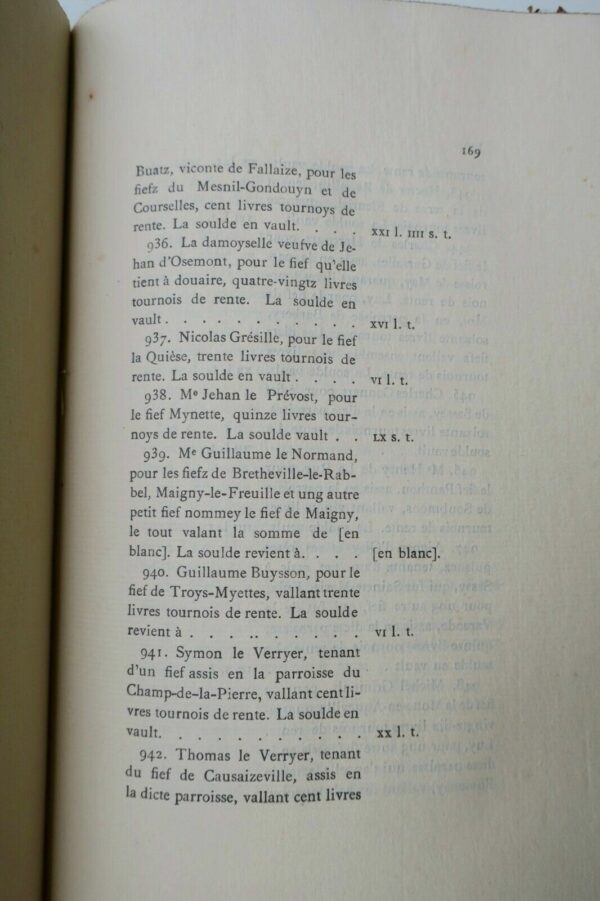 169
Buatz, viconte de Fallaize, pour les
fiefz du Mesnil-Gondouyn et de
Courselles, cent livres tournoys de
rente. La soulde en vault. . . . xxi l. iiii s. t.
936. La damoyselle veufve de Je-
han d'Osemont, pour le fief qu'elle
tient à douaire, quatre-vingtz livres
tournois de rente. La soulde en
vault . . . . . . . . . . . xvi l. t.
937. Nicolas Grésille, pour le fief
la Quièse, trente livres tournois de
rente. La soulde en vault . . . . vi l. t.
938. Me Jehan le Prévost, pour
le fief Mynette, quinze livres tour-
noys de rente. La soulde vault . . lx s. t.
939. Me Guillaume le Normand,
pour les fiefz de Bretheville-le-Rab-
bel, Maigny-le-Freuille et ung autre
petit fief nommey le fief de Maigny,
le tout valant la somme de [en
blanc]. La soulde revient à. . . . [en blanc].
940. Guillaume Buysson, pour le
fief de Troys-Myettes, vallant trente
livres tournois de rente. La soulde
revient à . . . .. . . . . . vi l. t.
941. Symon le Verryer, tenant
d'un fief assis en la parroisse du
Champ-de-la-Pierre, vallant cent li-
vres tournois de rente. La soulde en
vault. . . . . . . . . . . xx l. t.
942. Thomas le Verryer, tenant
du fief de Causaizeville, assis en
la dicte parroisse, vallant cent livres